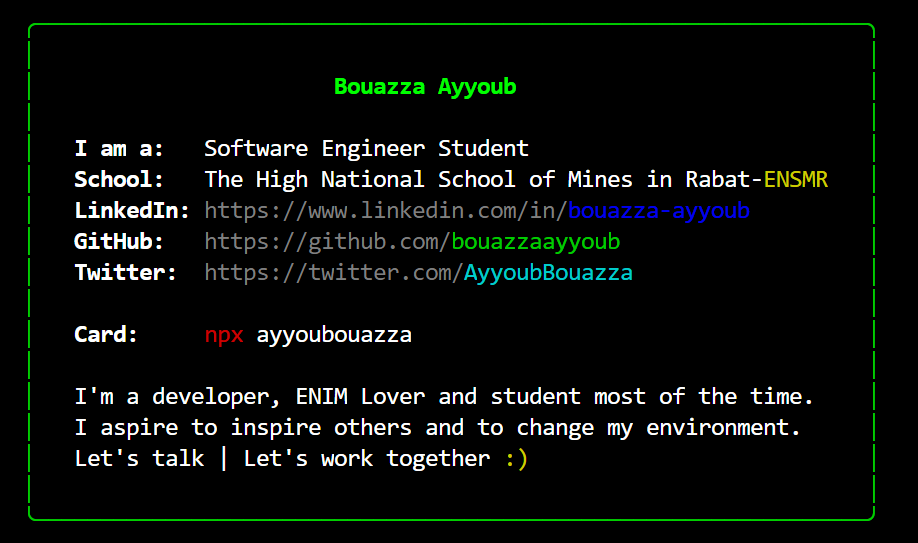 Bouazza Ayyoub
I am a: Software Engineer Student
School: The High National School of Mines in Rabat-ENSMR
LinkedIn: https://www.linkedin.com/in/bouazza-ayyoub
GitHub: https://github.com/bouazzaayyoub
Twitter: https://twitter.com/AyyoubBouazza
Card: npx ayyoubouazza
I'm a developer, ENIM Lover and student most of the time.
I aspire to inspire others and to change my environment.
Let's talk | Let's work together :)